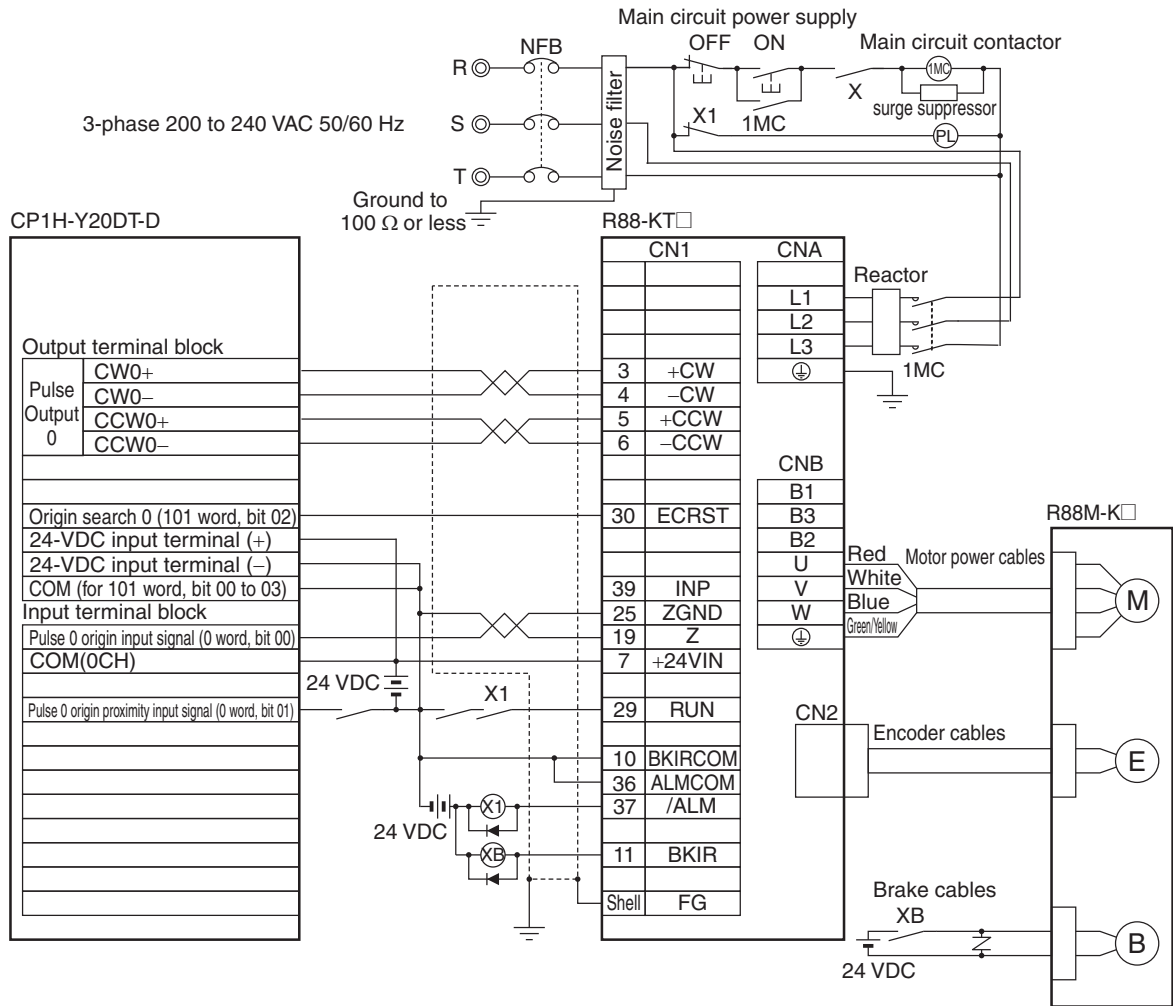 Main circuit power supply
OFF ON Main circuit contactor
NFB
R
1MC
Noise filter
X
surge suppressor
X1 1MC
3-phase 200 to 240 VAC 50/60 Hz
S
PL
T
Ground to
100 Ω or less
CP1H-Y20DT-D
R88-KT□
CN1 CNA
Reactor
L1
L2
L3
1MC
Output terminal block
Pulse Output 0
CW0+
CW0−
CCW0+
CCW0−
3 +CW
4 −CW
5 +CCW
6 −CCW
CNB
B1
B3
B2
U
V
W
Origin search 0 (101 word, bit 02)
24-VDC input terminal (+)
24-VDC input terminal (−)
COM (for 101 word, bit 00 to 03)
Input terminal block
Pulse 0 origin input signal (0 word, bit 00)
COM(0CH)
Pulse 0 origin proximity input signal (0 word, bit 01)
30 ECRST
39 INP
25 ZGND
19 Z
7 +24VIN
29 RUN
10 BKIRCOM
36 ALMCOM
37 /ALM
11 BKIR
Shell FG
24 VDC
X1
X1
24 VDC
XB
R88M-K□
Red
White
Blue
Green/Yellow
Motor power cables
M
CN2
Encoder cables
E
Brake cables
XB
24 VDC
B